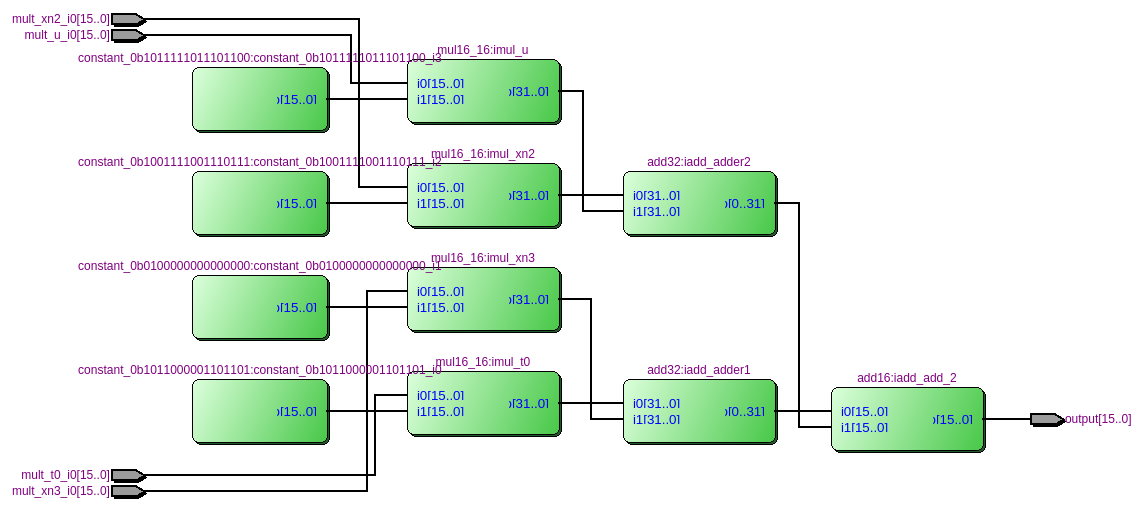 mult_xn2_i0[15..0]
mult_u_i0[15..0]
constant_0b1011111011101100:constant_0b1011111011101100_i3
o[15..0]
mul16_16:imul_u
i0[15..0]
i1[15..0]
o[31..0]
constant_0b1001111001110111:constant_0b1001111001110111_i2
o[15..0]
mul16_16:imul_xn2
i0[15..0]
i1[15..0]
o[31..0]
add32:iadd_adder2
i0[31..0]
i1[31..0]
o[0..31]
constant_0b0100000000000000:constant_0b0100000000000000_i1
o[15..0]
mul16_16:imul_xn3
i0[15..0]
i1[15..0]
o[31..0]
constant_0b1011000001101101:constant_0b1011000001101101_i0
o[15..0]
mul16_16:imul_t0
i0[15..0]
i1[15..0]
o[31..0]
add32:iadd_adder1
i0[31..0]
i1[31..0]
o[0..31]
add16:iadd_add_2
i0[15..0]
i1[15..0]
o[15..0]
output[15..0]
mult_t0_i0[15..0]
mult_xn3_i0[15..0]